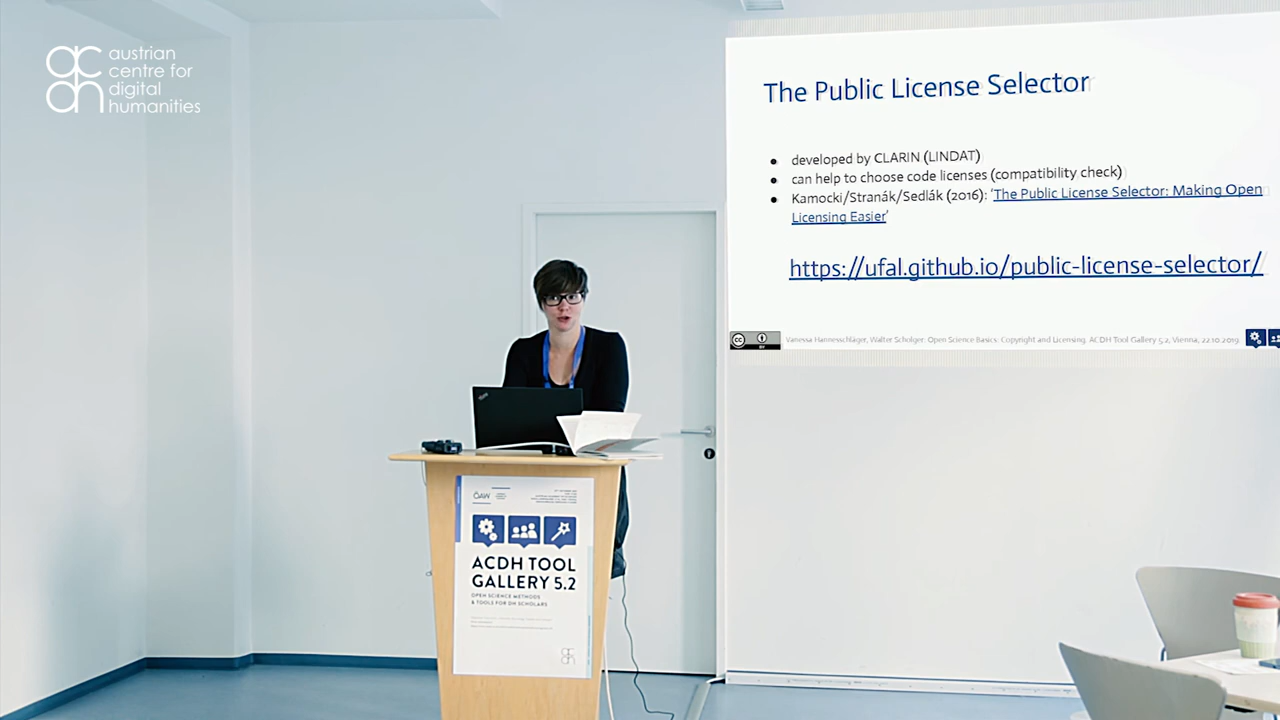 austrian
centre for
digital
humanities
The Public License Selector
developed by CLARIN (LINDAT)
can help to choose code licenses (compatibility check)
Kamocki/Stranák/Sedlák (2016): ‘The Public License Selector: Making Open
Licensing Easier’
https://ufal.github.io/public-license-selector/
Vanessa Hannesschläger, Walter Scholger: Open Science Basics: Copyright and Licensing. ACDH Tool Gallery 5.2, Vienna, 22.10.2019
ÖAW
ACDH TOOL
GALLERY 5.2
OPEN SCIENCE METHODS
& TOOLS FOR DH SCHOLARS